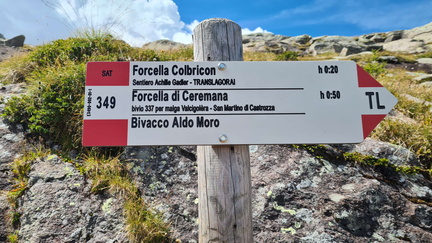 SAT
349
Forcella Colbricon h 0:20
Sentiero Achille Gadler - TRANSLAGORAI
Forcella di Ceremana h 0:50
bivio 337 per malga Valcigolèra - San Martino di Castrozza
Bivacco Aldo Moro
TL